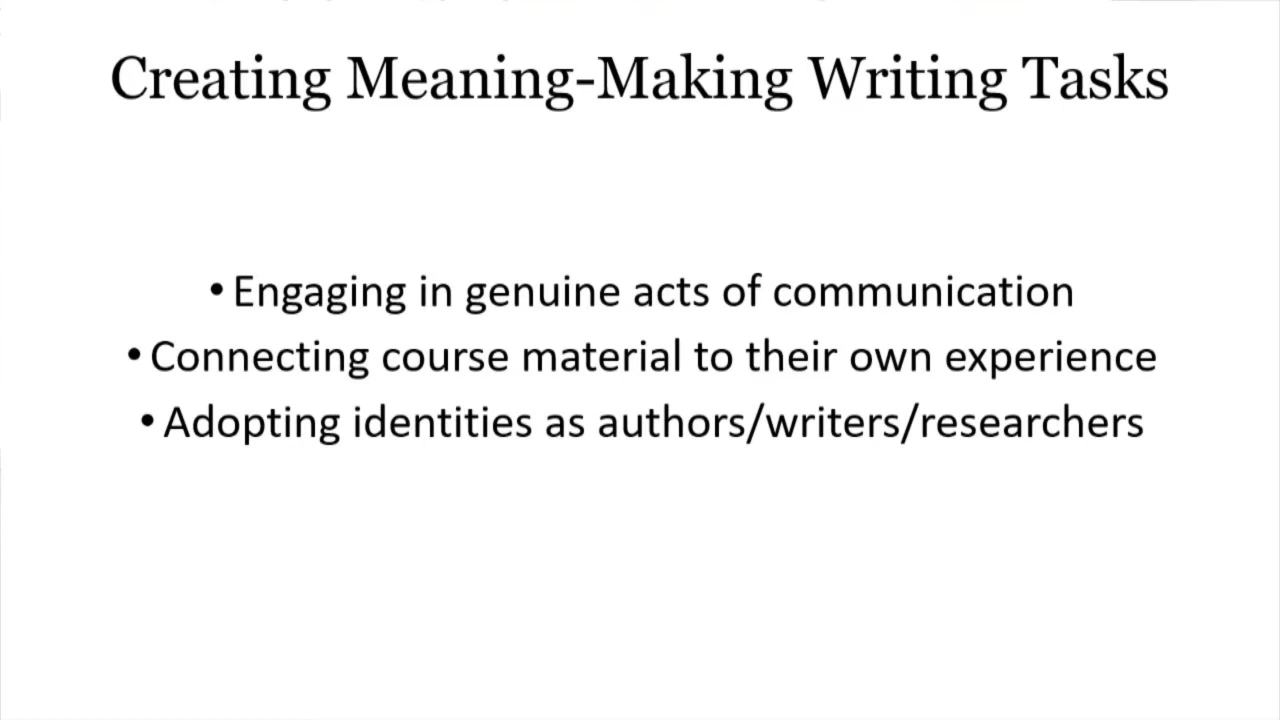 Creating Meaning-Making Writing Tasks
•Engaging in genuine acts of communication
•Connecting course material to their own experience
•Adopting identities as authors/writers/researchers